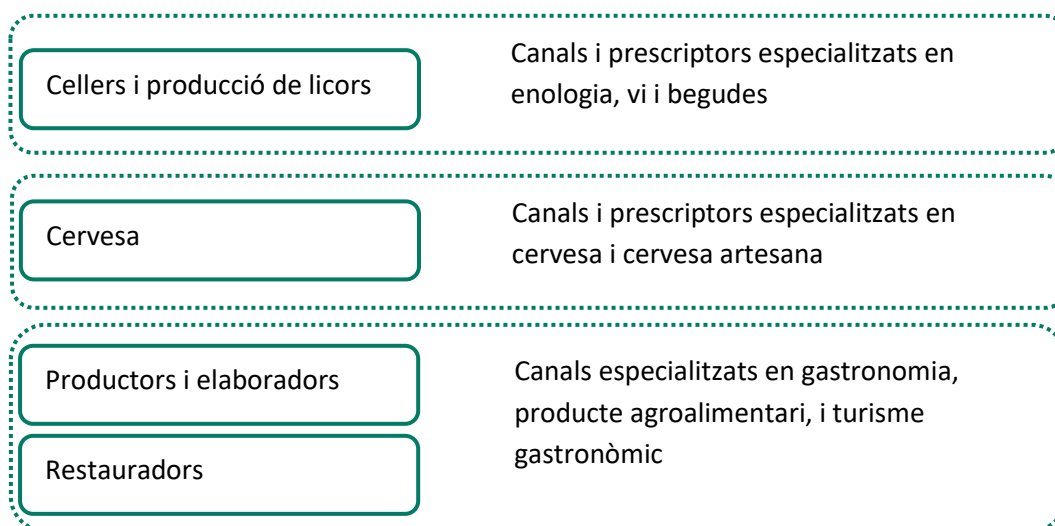 Cellers i producció de licors
Canals i prescriptors especialitzats en
enologia, vi i begudes
Cervesa
Canals i prescriptors especialitzats en
cervesa i cervesa artesana
Productors i elaboradors
Restauradors
Canals especialitzats en gastronomia,
producte agroalimentari, i turisme
gastronòmic